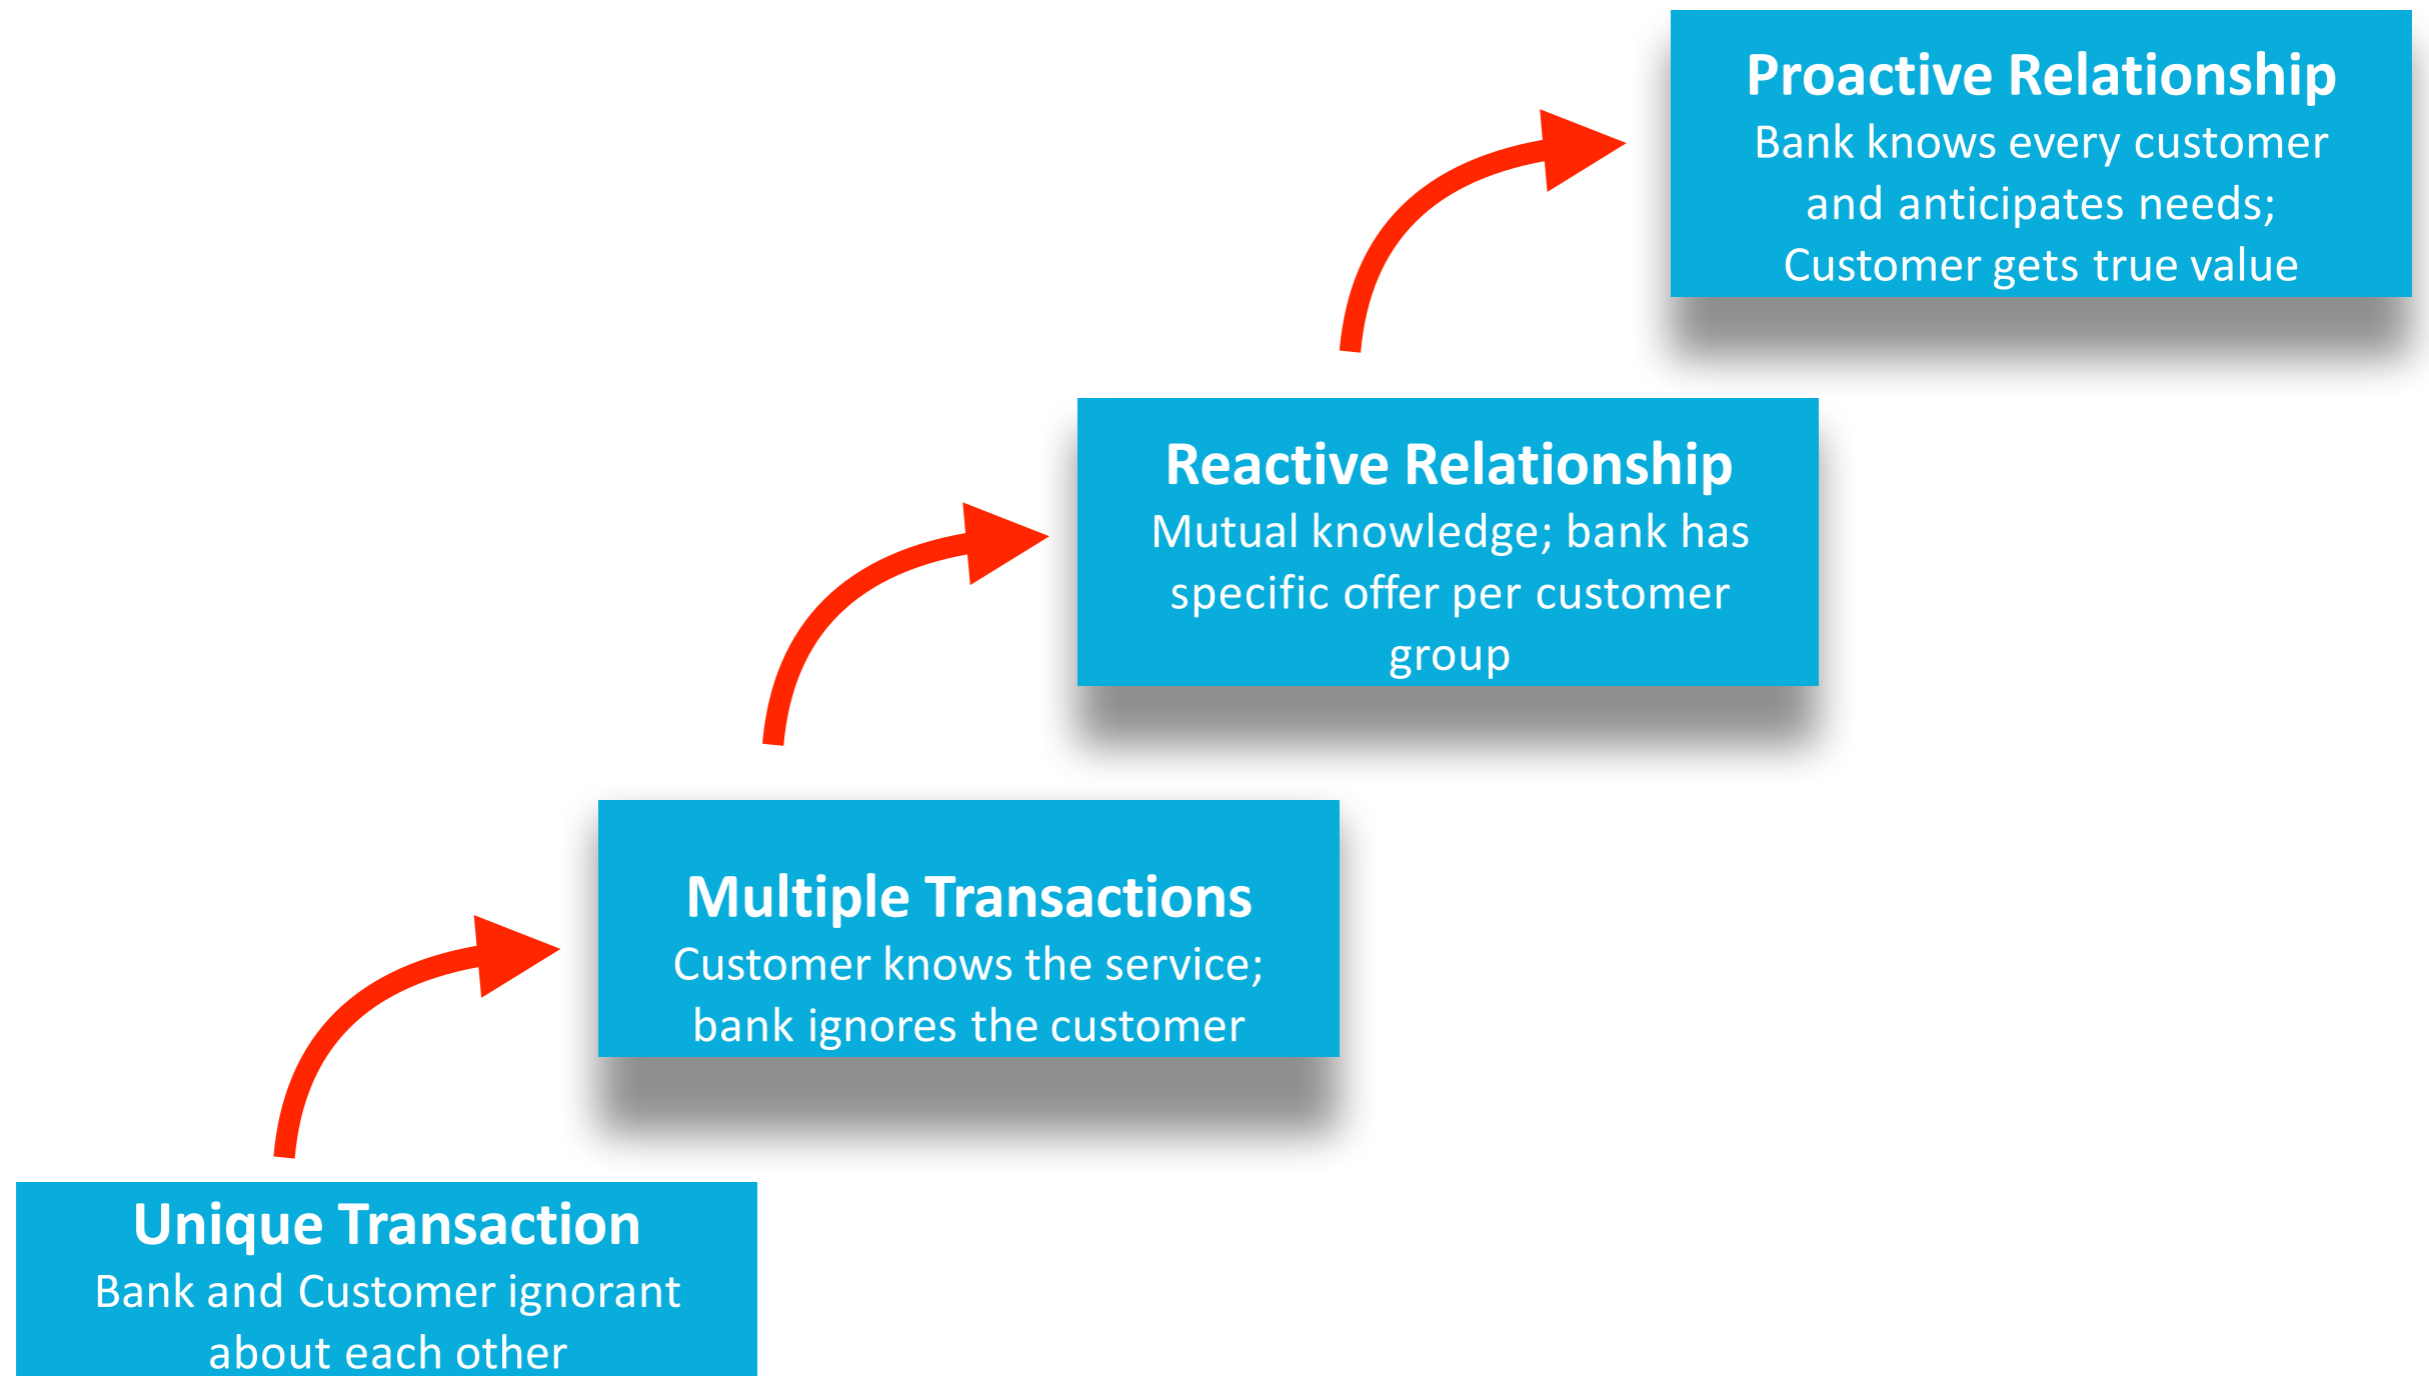 Proactive Relationship
Bank knows every customer
and anticipates needs;
Customer gets true value
Reactive Relationship
Mutual knowledge; bank has
specific offer per customer
group
Multiple Transactions
Customer knows the service;
bank ignores the customer
Unique Transaction
Bank and Customer ignorant
about each other